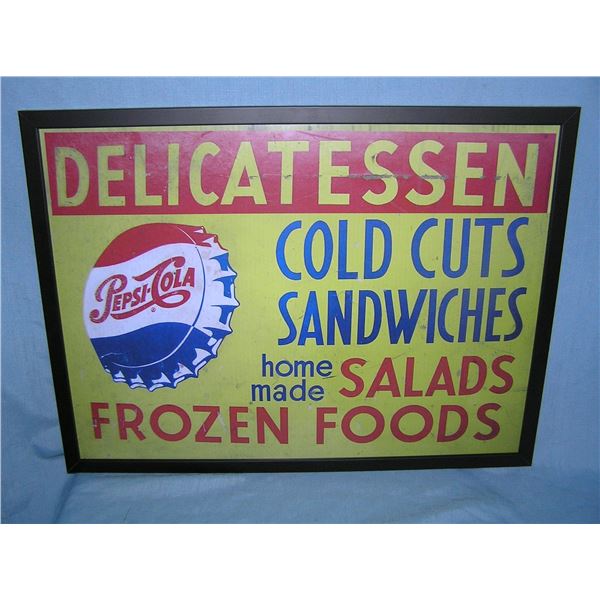 DELICATESSEN
PEPSI-COLA
COLD CUTS
SANDWICHES
home made SALADS
FROZEN FOODS